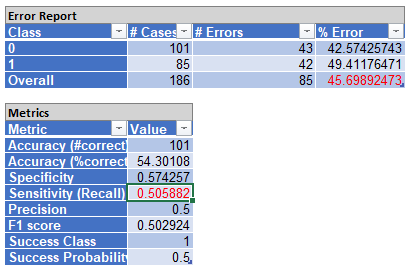 Error Report
Class # Cases # Errors % Error
0 101 43 42.57425743
1 85 42 49.41176471
Overall 186 85 45.69892473
Metrics
Metric Value
Accuracy (#correct 101
Accuracy (%correct 54.30108
Specificity 0.574257
Sensitivity (Recall) 0.505882
Precision 0.5
F1 score 0.502924
Success Class 1
Success Probability 0.5